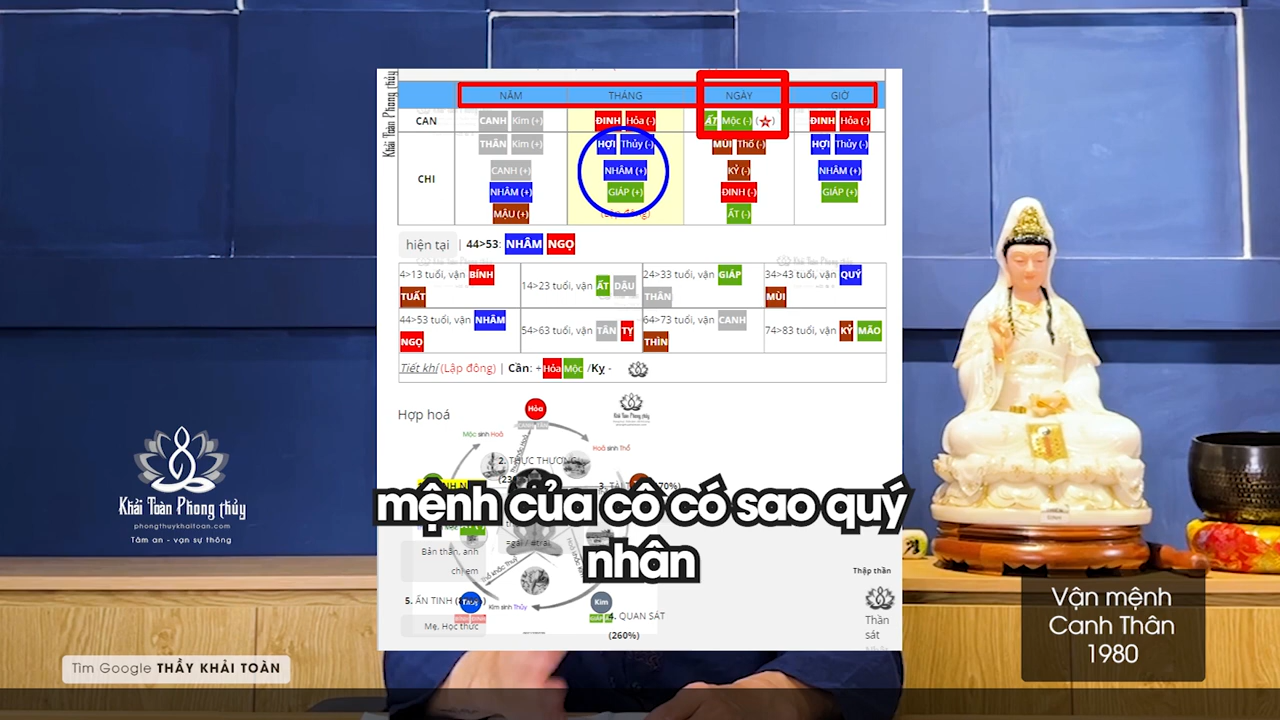 Khải Toàn Phong thủy
NĂM THÁNG NGÀY GIỜ
CAN CANH Kim (+) ĐINH Hỏa (-) ẤT Mộc (-) ĐINH Hỏa (-)
THÂN Kim (+) HỢI Thủy (-) MÙI Thổ (-) HỢI Thủy (-)
CHI CANH (+) NHÂM (+) KỶ (-) NHÂM (+)
NHÂM (+) GIÁP (+) ĐINH (-) GIÁP (+)
MẬU (+) (Lập đông) ẤT (-)
hiện tại | 44>53: NHÂM NGỌ
4>13 tuổi, vận BÍNH TUẤT
14>23 tuổi, vận ẤT DẬU
24>33 tuổi, vận GIÁP THÂN
34>43 tuổi, vận QUÝ MÙI
44>53 tuổi, vận NHÂM NGỌ
54>63 tuổi, vận TÂN TỴ
64>73 tuổi, vận CANH THÌN
74>83 tuổi, vận KỶ MÃO
Tiết khí (Lập đông) | Cần: +Hỏa Mộc /Kỵ -
Hợp hoá
Hỏa
Mộc sinh Hoả
Hoả sinh Thổ
2. THỰC THƯƠNG
mệnh của cô có sao quý
nhân
Bản thân, anh
chị em
5. ẤN TINH
Kim sinh Thủy
Kim
4. QUAN SÁT
(260%)
Mẹ, Học thức
Thập thần
Thần
sát
Khải Toàn Phong thủy
phongthuykhaitoan.com
Tâm an - vạn sự thông
Tìm Google THẦY KHẢI TOÀN
Vận mệnh
Canh Thân
1980